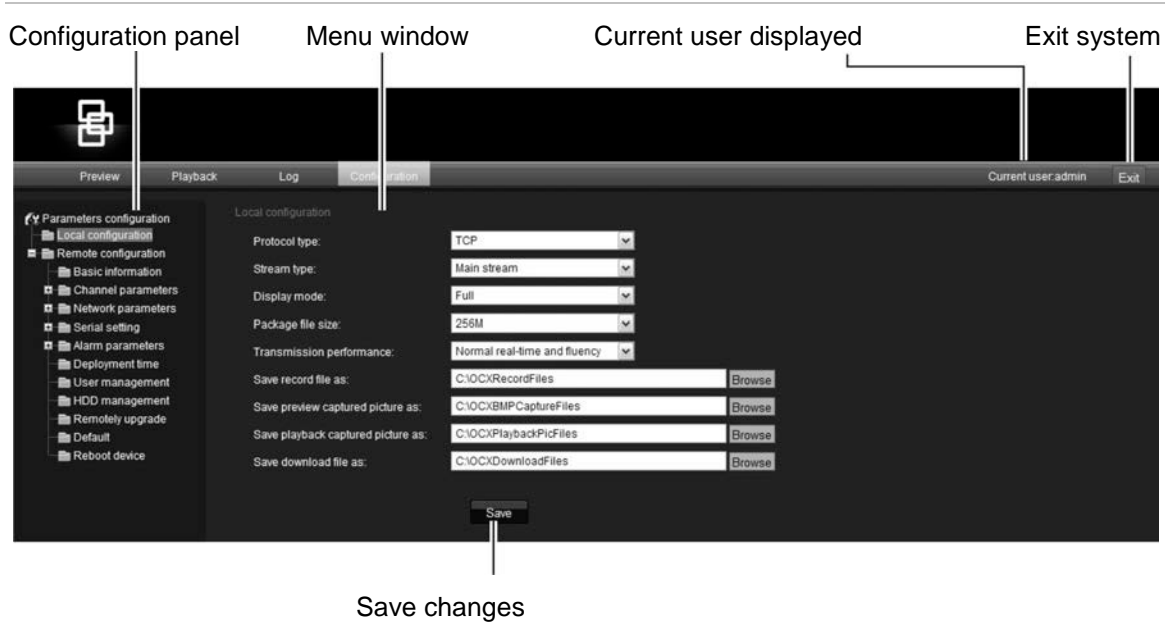 Configuration panel Menu window Current user displayed Exit system
Preview Playback Log Configuration Current user:admin Exit
Parameters configuration
Local configuration
Remote configuration
Basic information
Channel parameters
Network parameters
Serial setting
Alarm parameters
Deployment time
User management
HDD management
Remotely upgrade
Default
Reboot device
Local configuration
Protocol type: TCP
Stream type: Main stream
Display mode: Full
Package file size: 256M
Transmission performance: Normal real-time and fluency
Save record file as: C:\OCXRecordFiles Browse
Save preview captured picture as: C:\OCXBMPCaptureFiles Browse
Save playback captured picture as: C:\OCXPlaybackPicFiles Browse
Save download file as: C:\OCXDownloadFiles Browse
Save
Save changes